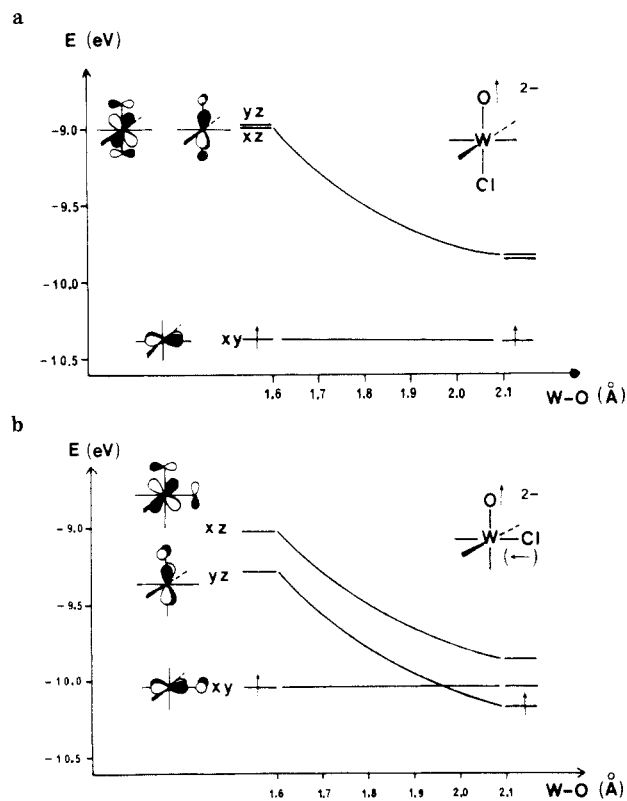 a
E (eV)
O
2-
yz
-9.0
xz
W
Cl
-9.5
-10.0
xy
-10.5
1.6 1.7 1.8 1.9 2.0 2.1
W-O (Å)
b
E (eV)
O
2-
-9.0
xz
W Cl
(←)
yz
-9.5
-10.0
xy
-10.5
1.6 1.7 1.8 1.9 2.0 2.1
W-O (Å)